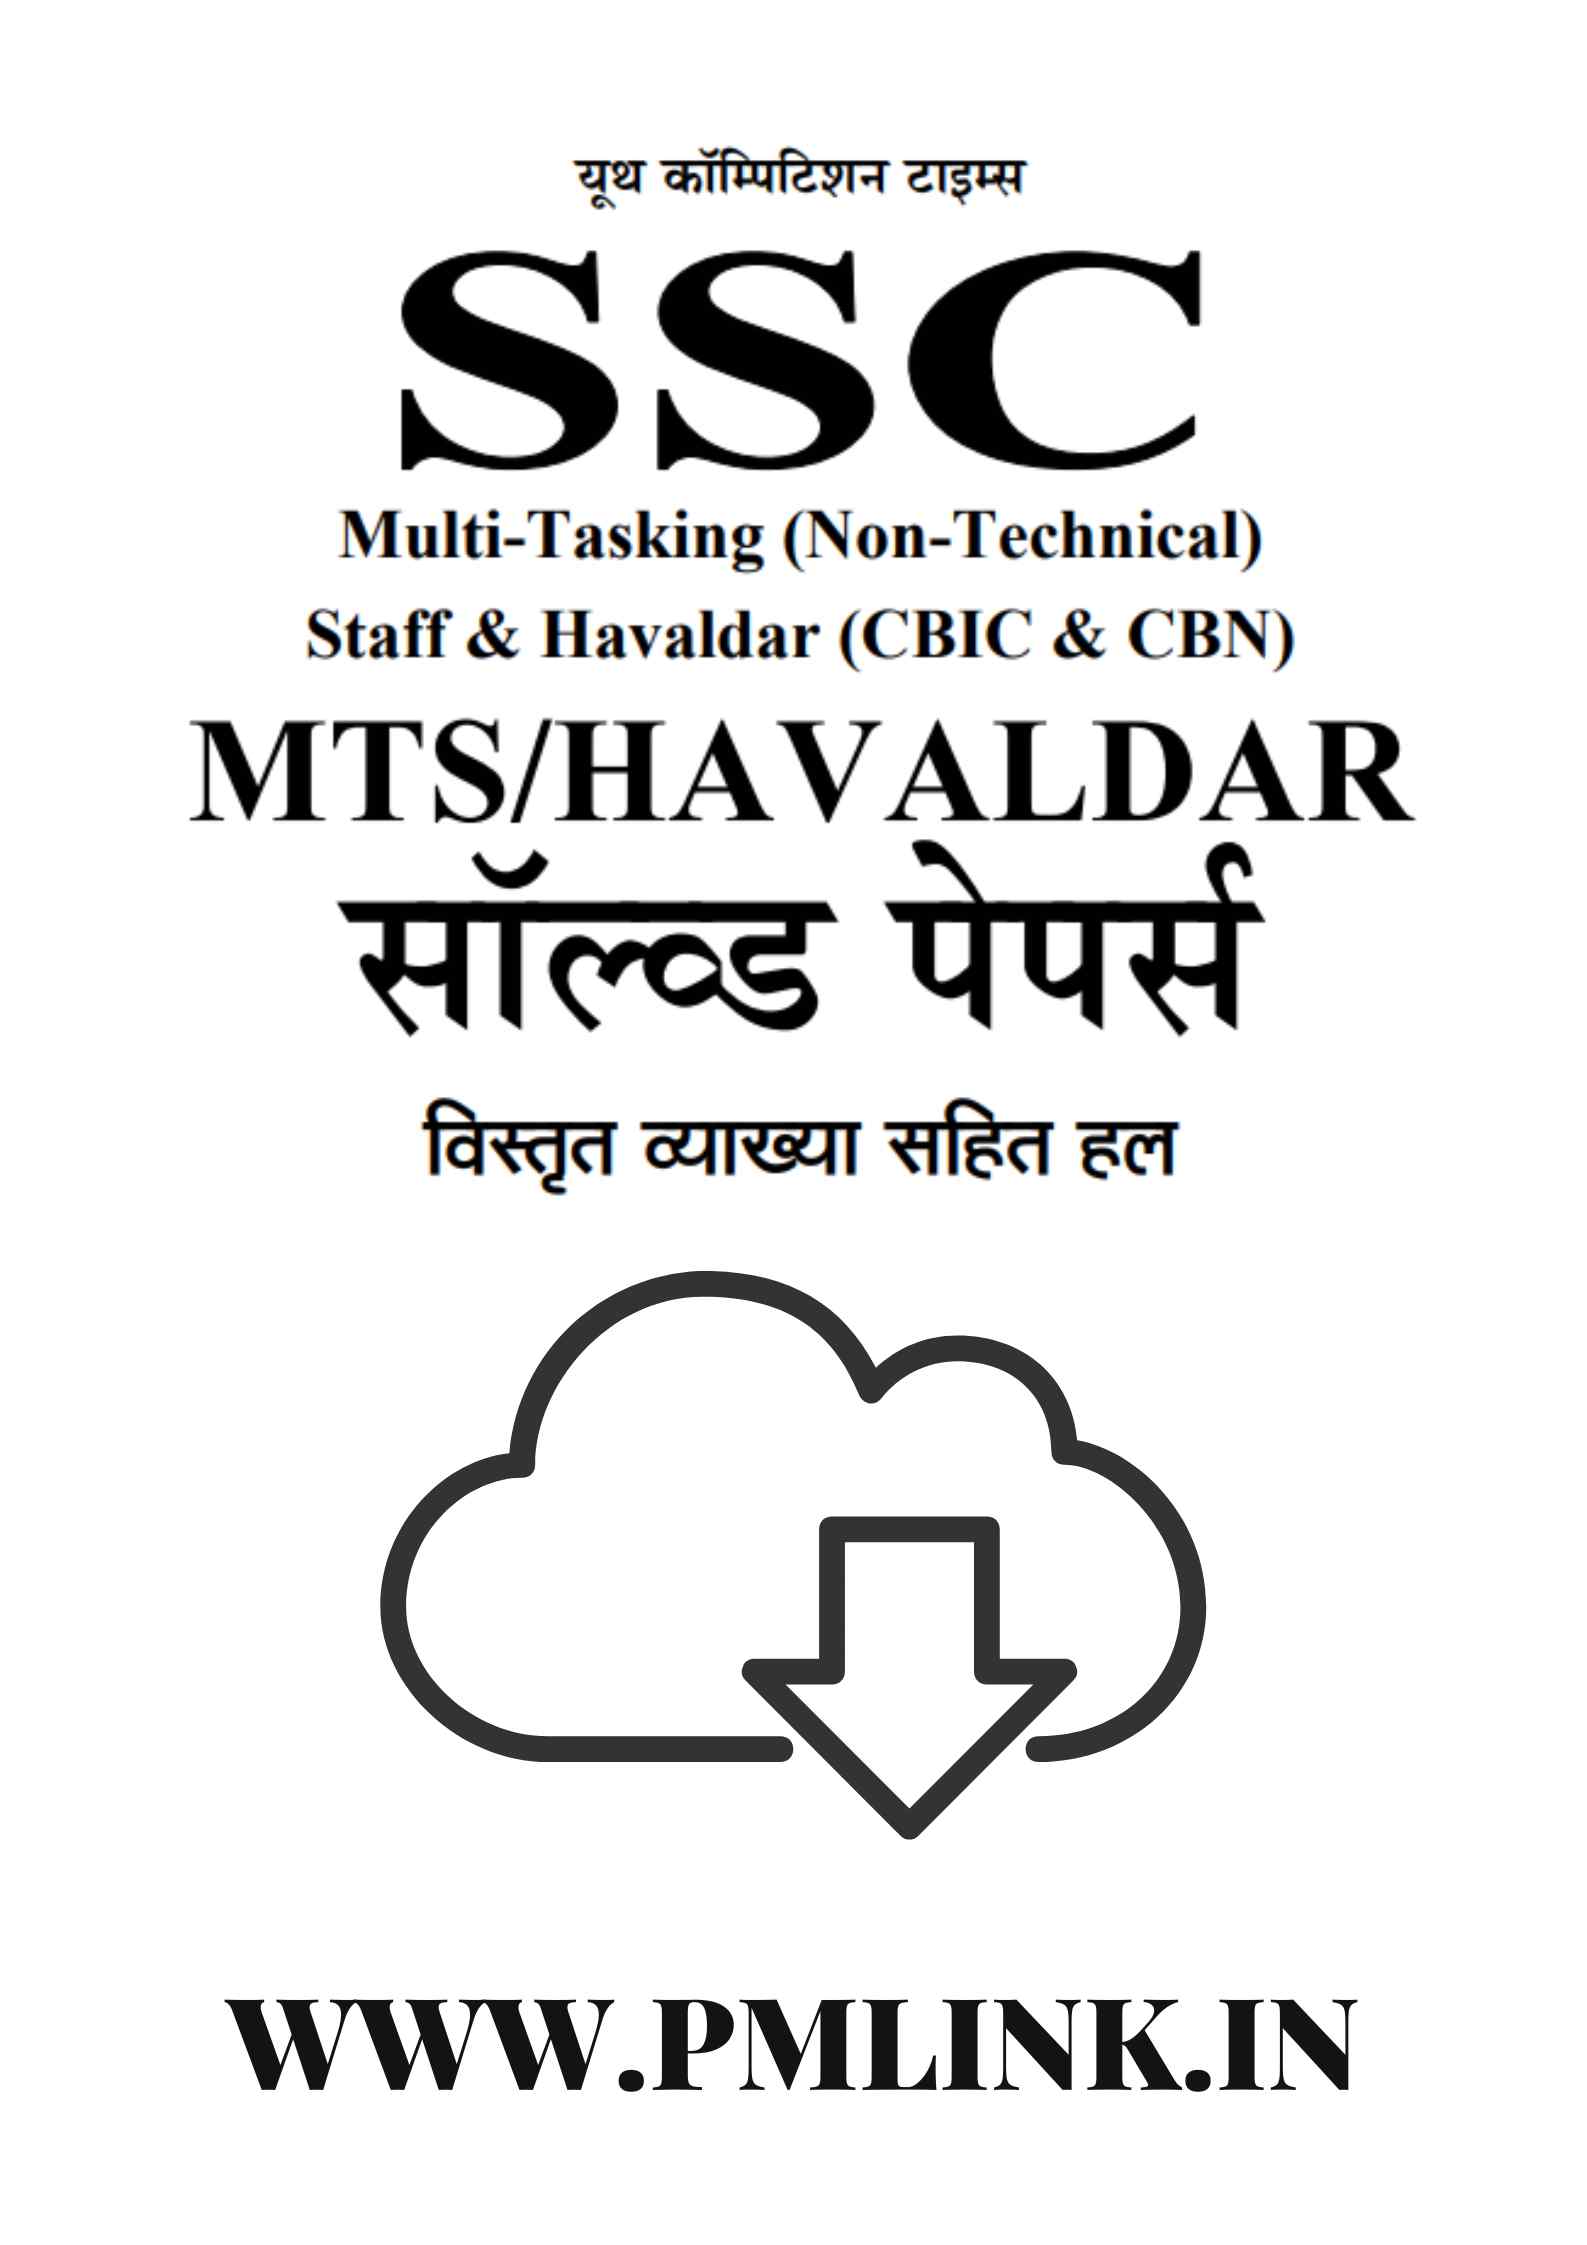 यूथ कॉम्पिटिशन टाइम्स
SSC
Multi-Tasking (Non-Technical)
Staff & Havaldar (CBIC & CBN)
MTS/HAVALDAR
सॉल्व्ड पेपर्स
विस्तृत व्याख्या सहित हल
WWW.PMLINK.IN